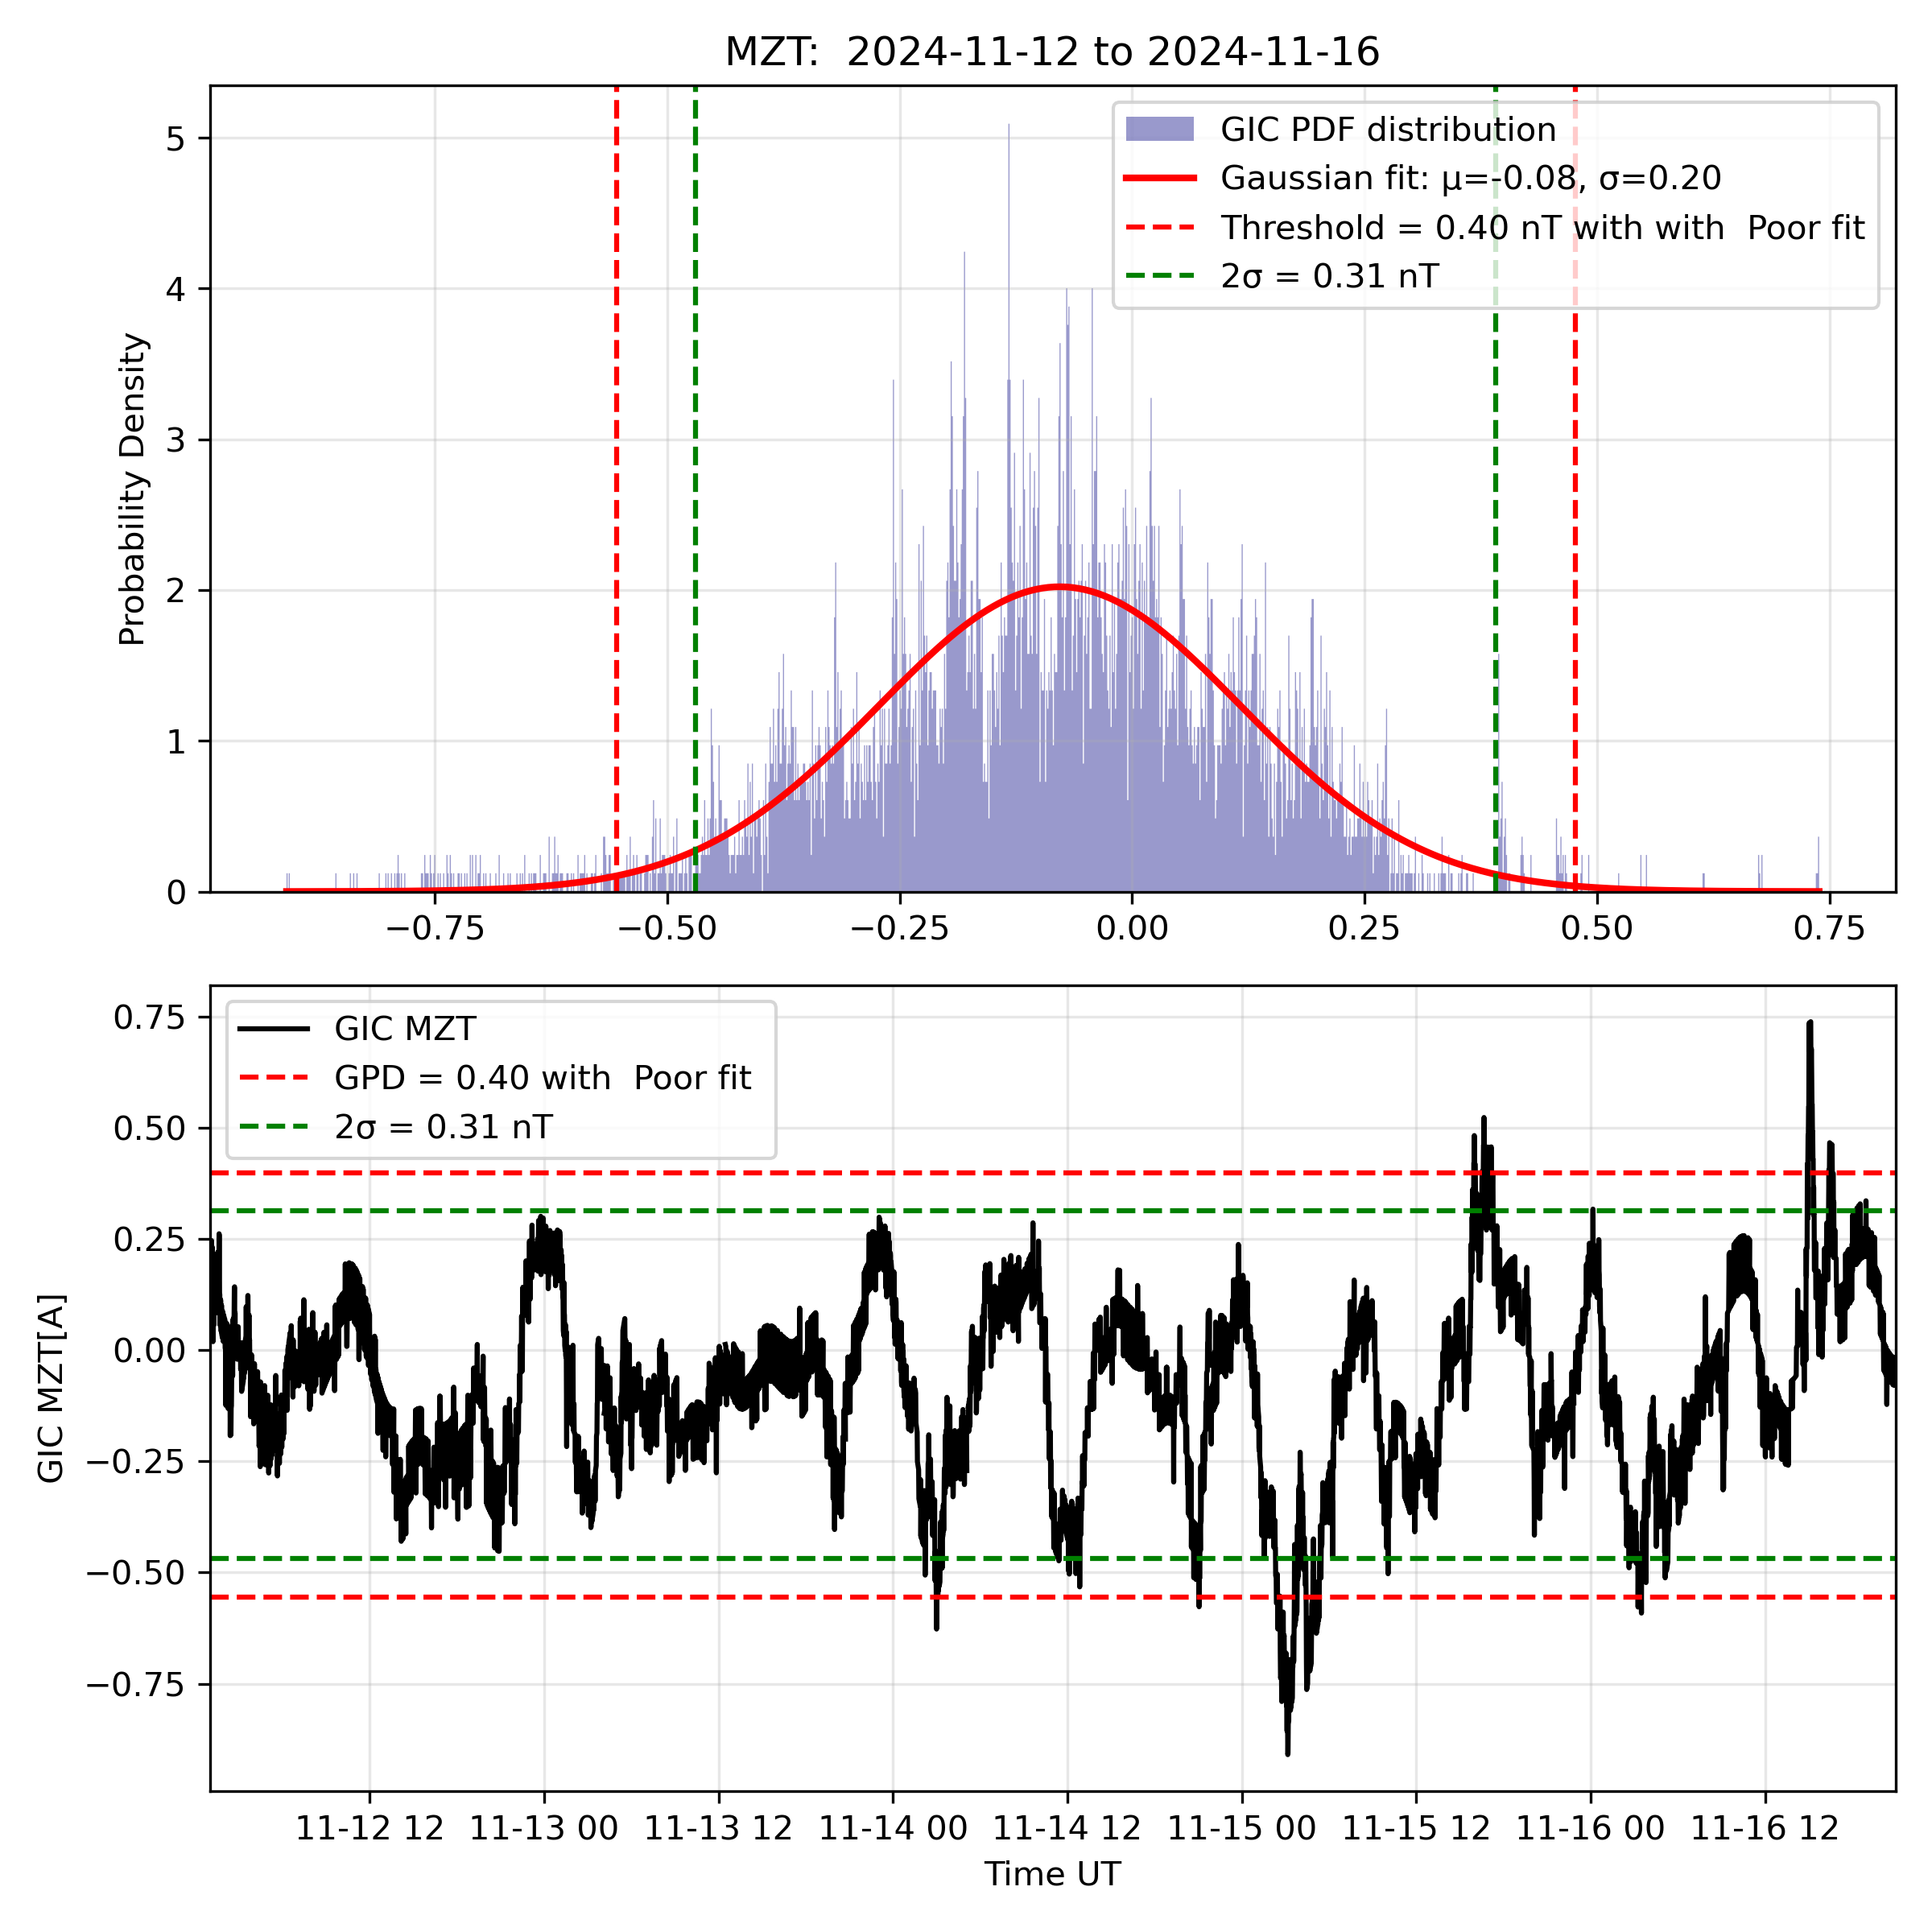 MZT:  2024-11-12 to 2024-11-16
GIC PDF distribution
Gaussian fit: μ=-0.08, σ=0.20
Threshold = 0.40 nT with with  Poor fit
2σ = 0.31 nT
Probability Density
5
4
3
2
1
0
−0.75
−0.50
−0.25
0.00
0.25
0.50
0.75
GIC MZT
GPD = 0.40 with  Poor fit
2σ = 0.31 nT
GIC MZT[A]
0.75
0.50
0.25
0.00
−0.25
−0.50
−0.75
11-12 12
11-13 00
11-13 12
11-14 00
11-14 12
11-15 00
11-15 12
11-16 00
11-16 12
Time UT